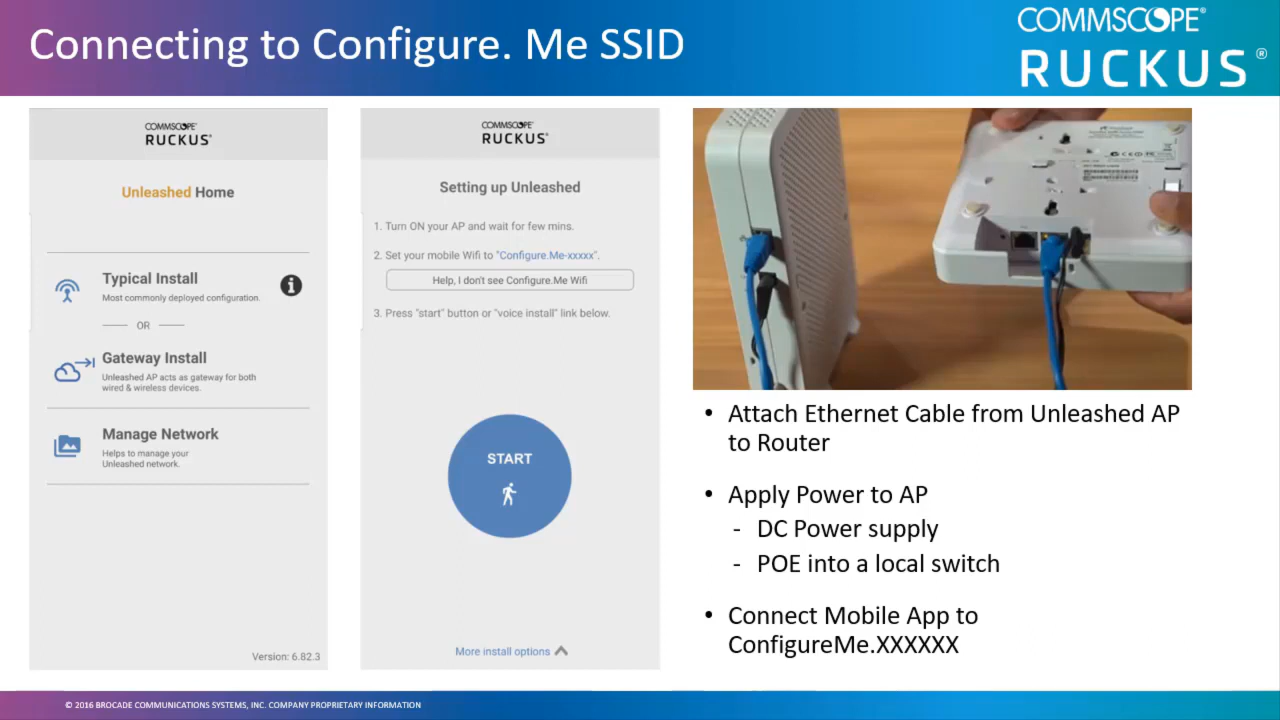 Connecting to Configure. Me SSID
COMMSCOPE®
RUCKUS®
COMMSCOPE®
RUCKUS®
Unleashed Home
Typical Install
Most commonly deployed configuration.
OR
Gateway Install
Unleashed AP acts as gateway for both
wired & wireless devices.
Manage Network
Helps to manage your
Unleashed network.
Version: 6.82.3
COMMSCOPE®
RUCKUS®
Setting up Unleashed
1. Turn ON your AP and wait for few mins.
2. Set your mobile Wifi to "Configure.Me-xxxxx".
Help, I don't see Configure.Me Wifi
3. Press "start" button or "voice install" link below.
START
More install options
• Attach Ethernet Cable from Unleashed AP
to Router
• Apply Power to AP
- DC Power supply
- POE into a local switch
• Connect Mobile App to
ConfigureMe.XXXXXX
© 2016 BROCADE COMMUNICATIONS SYSTEMS, INC. COMPANY PROPRIETARY INFORMATION